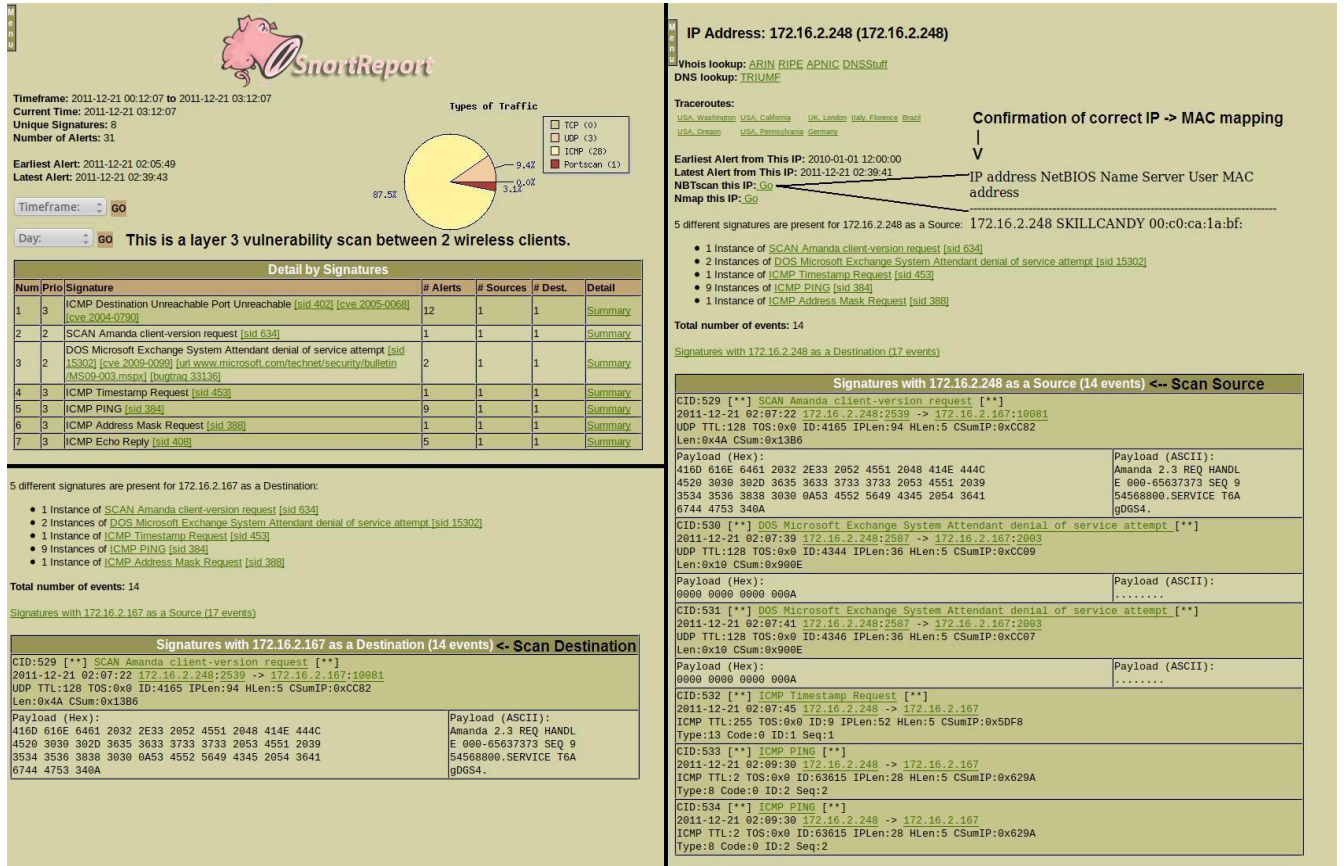 Menu
SnortReport
Timeframe: 2011-12-21 00:12:07 to 2011-12-21 03:12:07
Current Time: 2011-12-21 03:12:07
Unique Signatures: 8
Number of Alerts: 31
Earliest Alert: 2011-12-21 02:05:49
Latest Alert: 2011-12-21 02:39:43
Types of Traffic
TCP (0)
UDP (3)
ICMP (28)
Portscan (1)
9.4%
0.0%
3.1%
87.5%
Timeframe: GO
Day: GO
This is a layer 3 vulnerability scan between 2 wireless clients.
Detail by Signatures
Num Prio Signature # Alerts # Sources # Dest. Detail
1 3 ICMP Destination Unreachable Port Unreachable [sid 402] [cve 2005-0068] [cve 2004-0790] 12 1 1 Summary
2 2 SCAN Amanda client-version request [sid 634] 1 1 1 Summary
3 2 DOS Microsoft Exchange System Attendant denial of service attempt [sid 15302] [cve 2009-0099] [url www.microsoft.com/technet/security/bulletin/MS09-003.mspx] [bugtraq 33136] 2 1 1 Summary
4 3 ICMP Timestamp Request [sid 453] 1 1 1 Summary
5 3 ICMP PING [sid 384] 9 1 1 Summary
6 3 ICMP Address Mask Request [sid 388] 1 1 1 Summary
7 3 ICMP Echo Reply [sid 408] 5 1 1 Summary
5 different signatures are present for 172.16.2.167 as a Destination:
1 Instance of SCAN Amanda client-version request [sid 634]
2 Instances of DOS Microsoft Exchange System Attendant denial of service attempt [sid 15302]
1 Instance of ICMP Timestamp Request [sid 453]
9 Instances of ICMP PING [sid 384]
1 Instance of ICMP Address Mask Request [sid 388]
Total number of events: 14
Signatures with 172.16.2.167 as a Source (17 events)
Signatures with 172.16.2.167 as a Destination (14 events) <- Scan Destination
CID:529 [**] SCAN Amanda client-version request [**]
2011-12-21 02:07:22 172.16.2.248:2539 -> 172.16.2.167:10081
UDP TTL:128 TOS:0x0 ID:4165 IPLen:94 HLen:5 CSumIP:0xCC82
Len:0x4A CSum:0x13B6
Payload (Hex): Payload (ASCII):
416D 616E 6461 2032 2E33 2052 4551 2048 414E 444C Amanda 2.3 REQ HANDL
4520 3030 302D 3635 3633 3733 3733 2053 4551 2039 E 000-65637373 SEQ 9
3534 3536 3838 3030 0A53 4552 5649 4345 2054 3641 54568800.SERVICE T6A
6744 4753 340A gDGS4.
Menu
IP Address: 172.16.2.248 (172.16.2.248)
Whois lookup: ARIN RIPE APNIC DNSStuff
DNS lookup: TRIUMF
Traceroutes:
USA, Washington USA, California UK, London Italy, Florence Brazil
USA, Oregon USA, Pennsylvania Germany
Confirmation of correct IP -> MAC mapping
|
V
Earliest Alert from This IP: 2010-01-01 12:00:00
Latest Alert from This IP: 2011-12-21 02:39:41
NBTscan this IP: Go
Nmap this IP: Go
IP address NetBIOS Name Server User MAC
address
------------------------------------------------------------------------------
172.16.2.248 SKILLCANDY 00:c0:ca:1a:bf:
5 different signatures are present for 172.16.2.248 as a Source:
1 Instance of SCAN Amanda client-version request [sid 634]
2 Instances of DOS Microsoft Exchange System Attendant denial of service attempt [sid 15302]
1 Instance of ICMP Timestamp Request [sid 453]
9 Instances of ICMP PING [sid 384]
1 Instance of ICMP Address Mask Request [sid 388]
Total number of events: 14
Signatures with 172.16.2.248 as a Destination (17 events)
Signatures with 172.16.2.248 as a Source (14 events) <-- Scan Source
CID:529 [**] SCAN Amanda client-version request [**]
2011-12-21 02:07:22 172.16.2.248:2539 -> 172.16.2.167:10081
UDP TTL:128 TOS:0x0 ID:4165 IPLen:94 HLen:5 CSumIP:0xCC82
Len:0x4A CSum:0x13B6
Payload (Hex): Payload (ASCII):
416D 616E 6461 2032 2E33 2052 4551 2048 414E 444C Amanda 2.3 REQ HANDL
4520 3030 302D 3635 3633 3733 3733 2053 4551 2039 E 000-65637373 SEQ 9
3534 3536 3838 3030 0A53 4552 5649 4345 2054 3641 54568800.SERVICE T6A
6744 4753 340A gDGS4.
CID:530 [**] DOS Microsoft Exchange System Attendant denial of service attempt [**]
2011-12-21 02:07:39 172.16.2.248:2587 -> 172.16.2.167:2003
UDP TTL:128 TOS:0x0 ID:4344 IPLen:36 HLen:5 CSumIP:0xCC09
Len:0x10 CSum:0x900E
Payload (Hex): Payload (ASCII):
0000 0000 0000 000A ........
CID:531 [**] DOS Microsoft Exchange System Attendant denial of service attempt [**]
2011-12-21 02:07:41 172.16.2.248:2587 -> 172.16.2.167:2003
UDP TTL:128 TOS:0x0 ID:4346 IPLen:36 HLen:5 CSumIP:0xCC07
Len:0x10 CSum:0x900E
Payload (Hex): Payload (ASCII):
0000 0000 0000 000A ........
CID:532 [**] ICMP Timestamp Request [**]
2011-12-21 02:07:45 172.16.2.248 -> 172.16.2.167
ICMP TTL:255 TOS:0x0 ID:9 IPLen:52 HLen:5 CSumIP:0x5DF8
Type:13 Code:0 ID:1 Seq:1
CID:533 [**] ICMP PING [**]
2011-12-21 02:09:30 172.16.2.248 -> 172.16.2.167
ICMP TTL:2 TOS:0x0 ID:63615 IPLen:28 HLen:5 CSumIP:0x629A
Type:8 Code:0 ID:2 Seq:2
CID:534 [**] ICMP PING [**]
2011-12-21 02:09:30 172.16.2.248 -> 172.16.2.167
ICMP TTL:2 TOS:0x0 ID:63615 IPLen:28 HLen:5 CSumIP:0x629A
Type:8 Code:0 ID:2 Seq:2